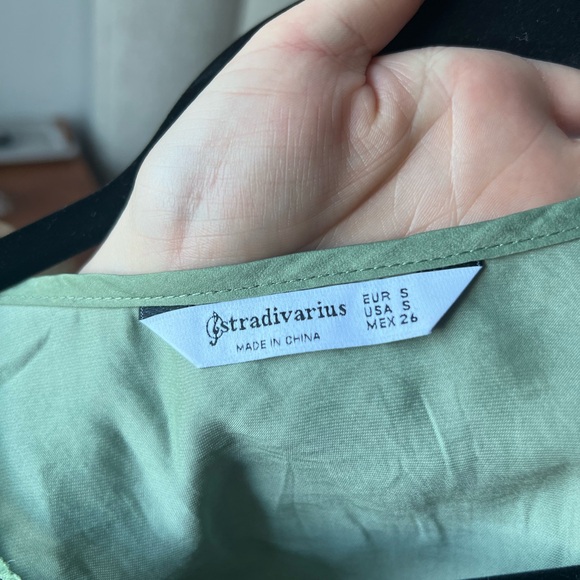 stradivarius
MADE IN CHINA
EUR S
USA S
MEX 26